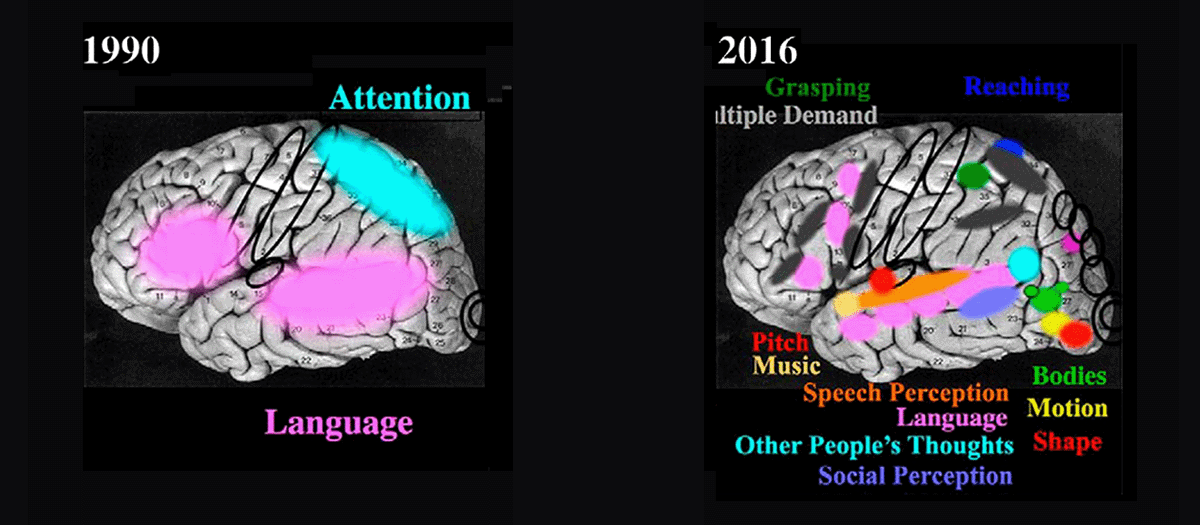 1990
Attention
Language
2016
Grasping
Reaching
ltiple Demand
Pitch
Music
Speech Perception
Language
Other People's Thoughts
Social Perception
Bodies
Motion
Shape